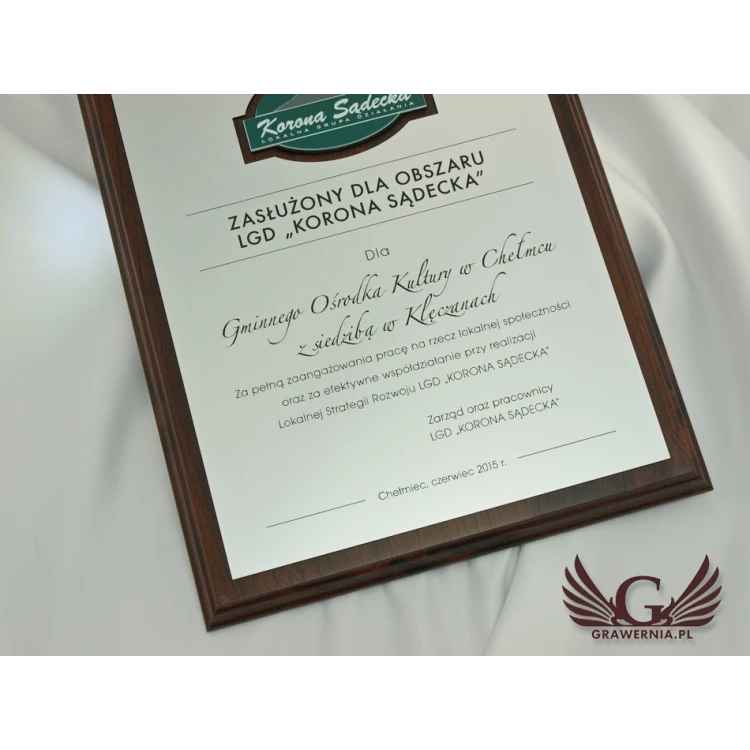 Korona Sądecka
LOKALNA GRUPA DZIAŁANIA
ZASŁUŻONY DLA OBSZARU
LGD „KORONA SĄDECKA”
Dla
Gminnego Ośrodka Kultury w Chełmcu
z siedzibą w Klęczanach
Za pełną zaangażowania pracę na rzecz lokalnej społeczności
oraz za efektywne współdziałanie przy realizacji
Lokalnej Strategii Rozwoju LGD „KORONA SĄDECKA”
Zarząd oraz pracownicy
LGD „KORONA SĄDECKA”
Chełmiec, czerwiec 2015 r.
G
GRAWERNIA.PL